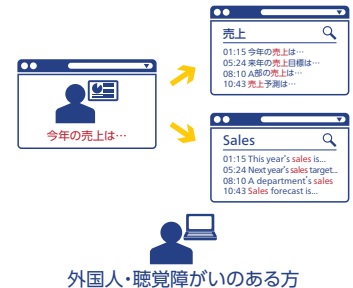 今年の売上は…
売上
01:15 今年の売上は…
05:24 来年の売上目標は…
08:10 A部の売上は…
10:43 売上予測は…
Sales
01:15 This year's sales is...
05:24 Next year's sales target...
08:10 A department's sales
10:43 Sales forecast is...
外国人・聴覚障がいのある方